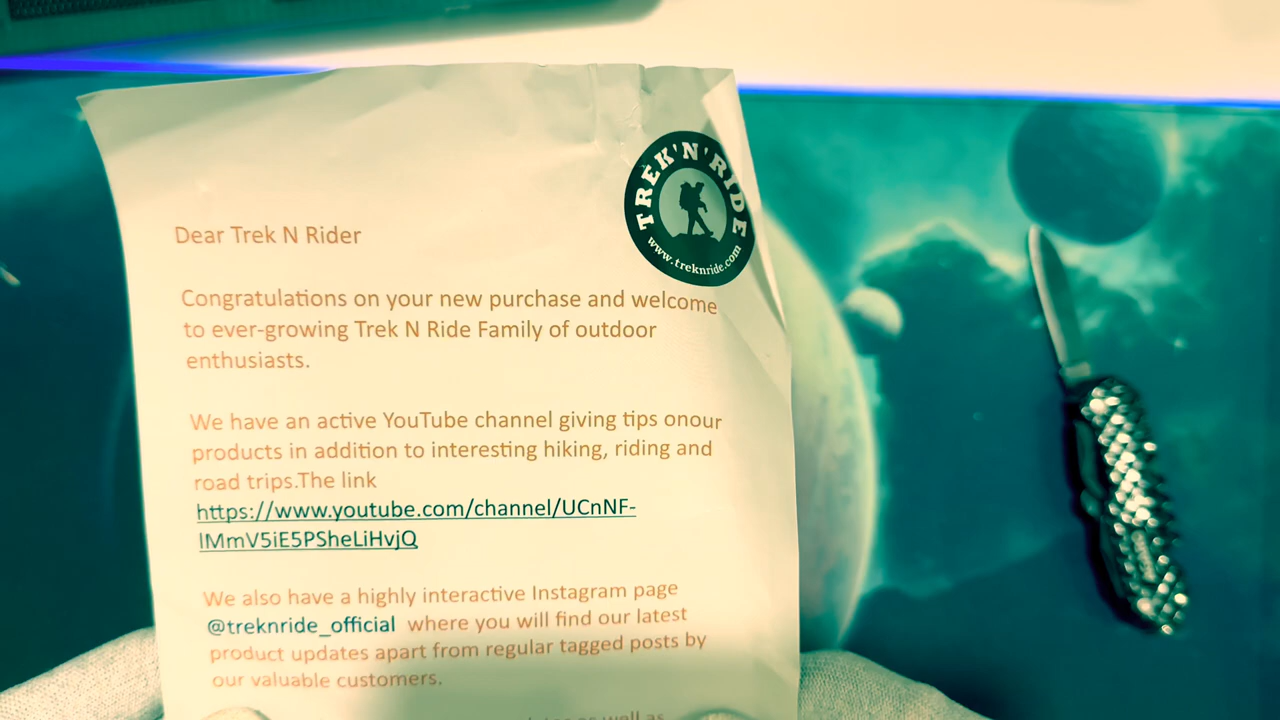 TREK'N'RIDE
www.treknride.com
Dear Trek N Rider
Congratulations on your new purchase and welcome
to ever-growing Trek N Ride Family of outdoor
enthusiasts.
We have an active YouTube channel giving tips onour
products in addition to interesting hiking, riding and
road trips.The link
https://www.youtube.com/channel/UCnNF-
lMmV5iE5PSheLiHvjQ
We also have a highly interactive Instagram page
@treknride_official where you will find our latest
product updates apart from regular tagged posts by
our valuable customers.
as well as